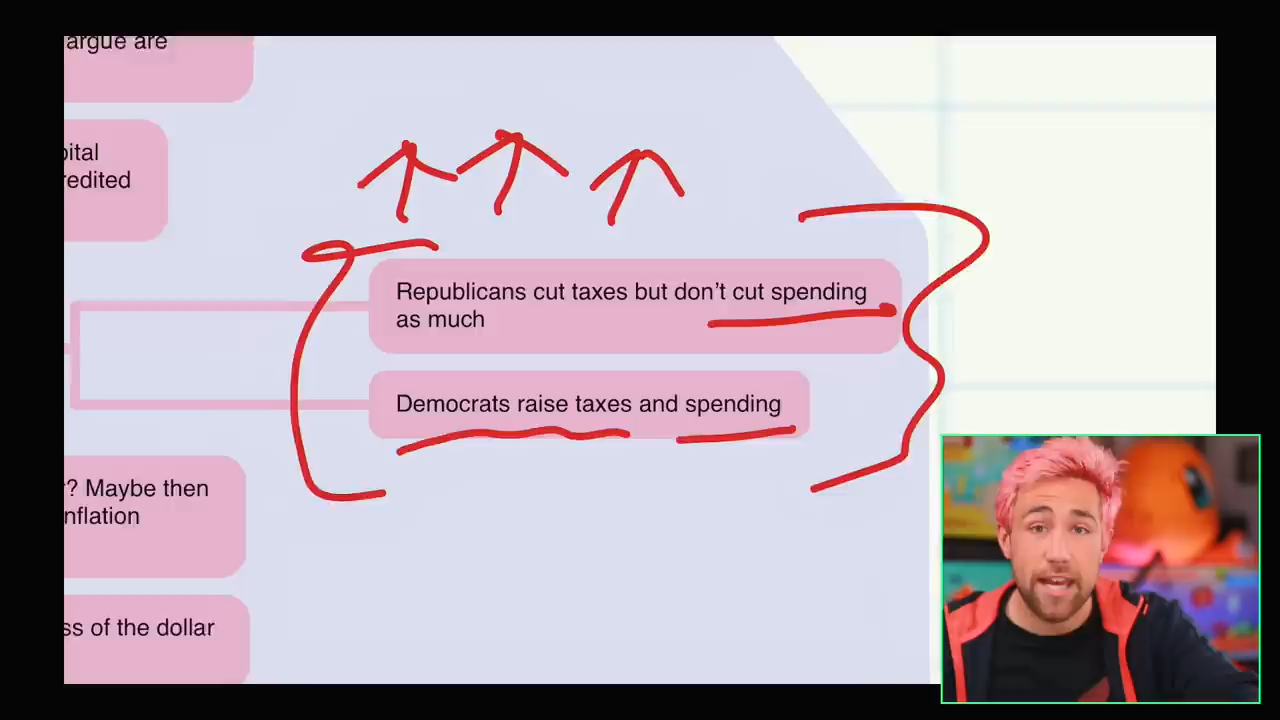 argue are
pital
redited
Republicans cut taxes but don't cut spending
as much
Democrats raise taxes and spending
? Maybe then
nflation
ss of the dollar